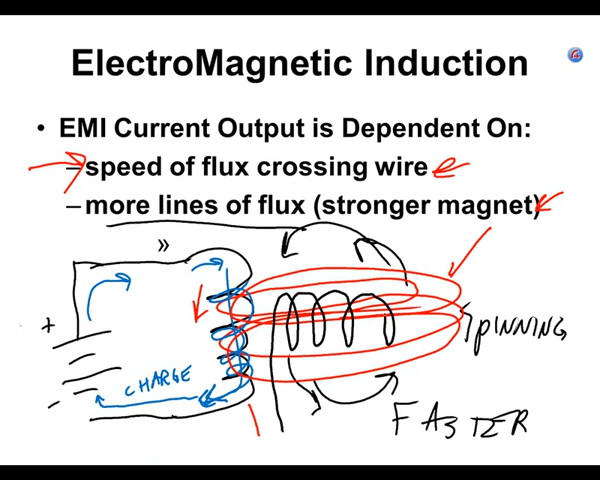 ElectroMagnetic Induction
• EMI Current Output is Dependent On:
–speed of flux crossing wire
–more lines of flux (stronger magnet)
»
+
CHARGE
SPINNING
FASTER